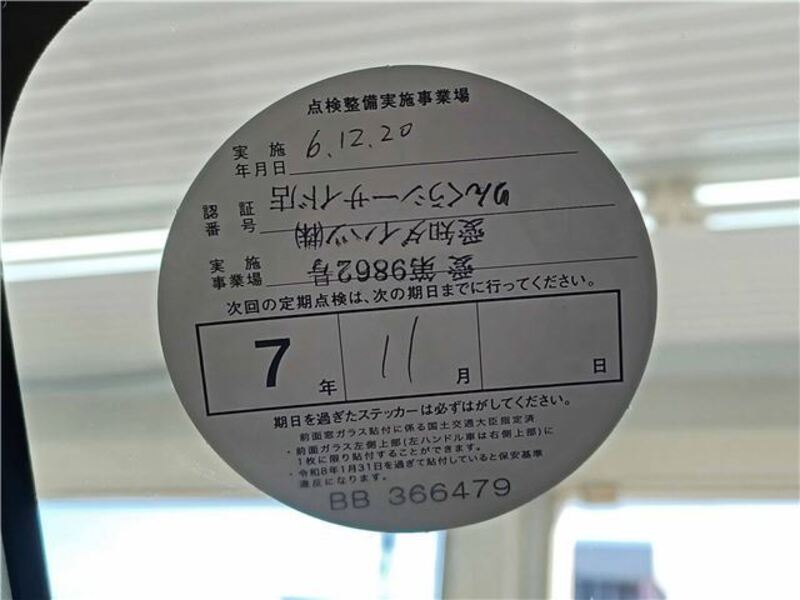 点検整備実施事業場
実施
年月日
6.12.20
認証
番号
りんくうシーサイド店
愛知ダイハツ㈱
実施
事業場
愛第9862号
次回の定期点検は、次の期日までに行ってください。
7年 11月 日
期日を過ぎたステッカーは必ずはがしてください。
前面窓ガラス貼付に係る国土交通大臣指定済
・前面ガラス左側上部(左ハンドル車は右側上部)に
1枚に限り貼付することができます。
・令和8年1月31日を過ぎて貼付していると保安基準
違反になります。
BB 366479